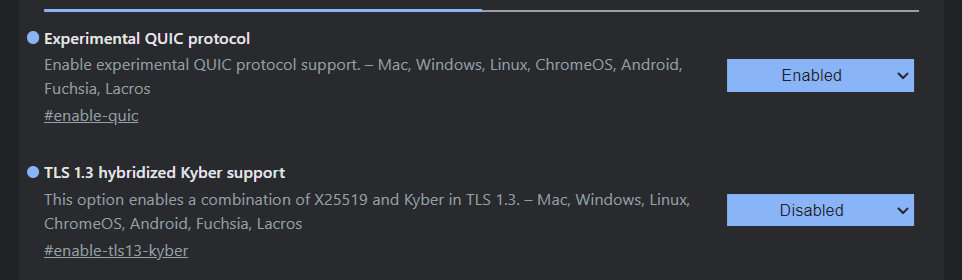 Experimental QUIC protocol
Enable experimental QUIC protocol support. – Mac, Windows, Linux, ChromeOS, Android,
Fuchsia, Lacros
#enable-quic
Enabled
TLS 1.3 hybridized Kyber support
This option enables a combination of X25519 and Kyber in TLS 1.3. – Mac, Windows, Linux,
ChromeOS, Android, Fuchsia, Lacros
#enable-tls13-kyber
Disabled